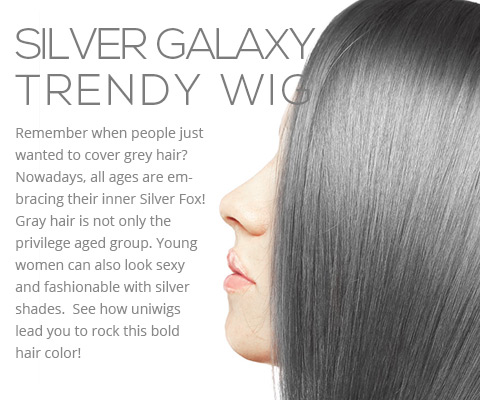 SILVER GALAXY
TRENDY WIG
Remember when people just
wanted to cover grey hair?
Nowadays, all ages are em-
bracing their inner Silver Fox!
Gray hair is not only the
privilege aged group. Young
women can also look sexy
and fashionable with silver
shades.  See how uniwigs
lead you to rock this bold
hair color!